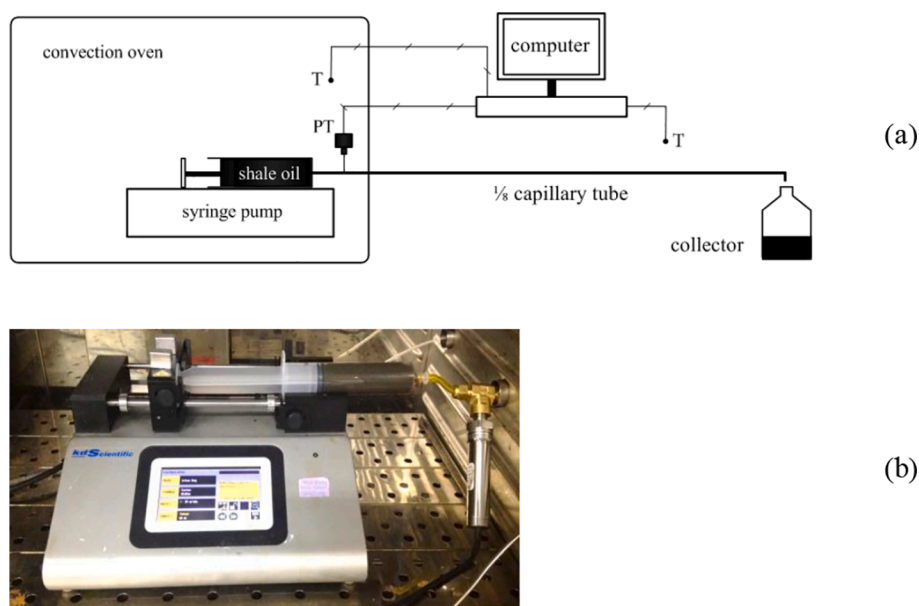 computer
convection oven
T
PT
T
(a)
shale oil
⅛ capillary tube
syringe pump
collector
kdScientific
(b)